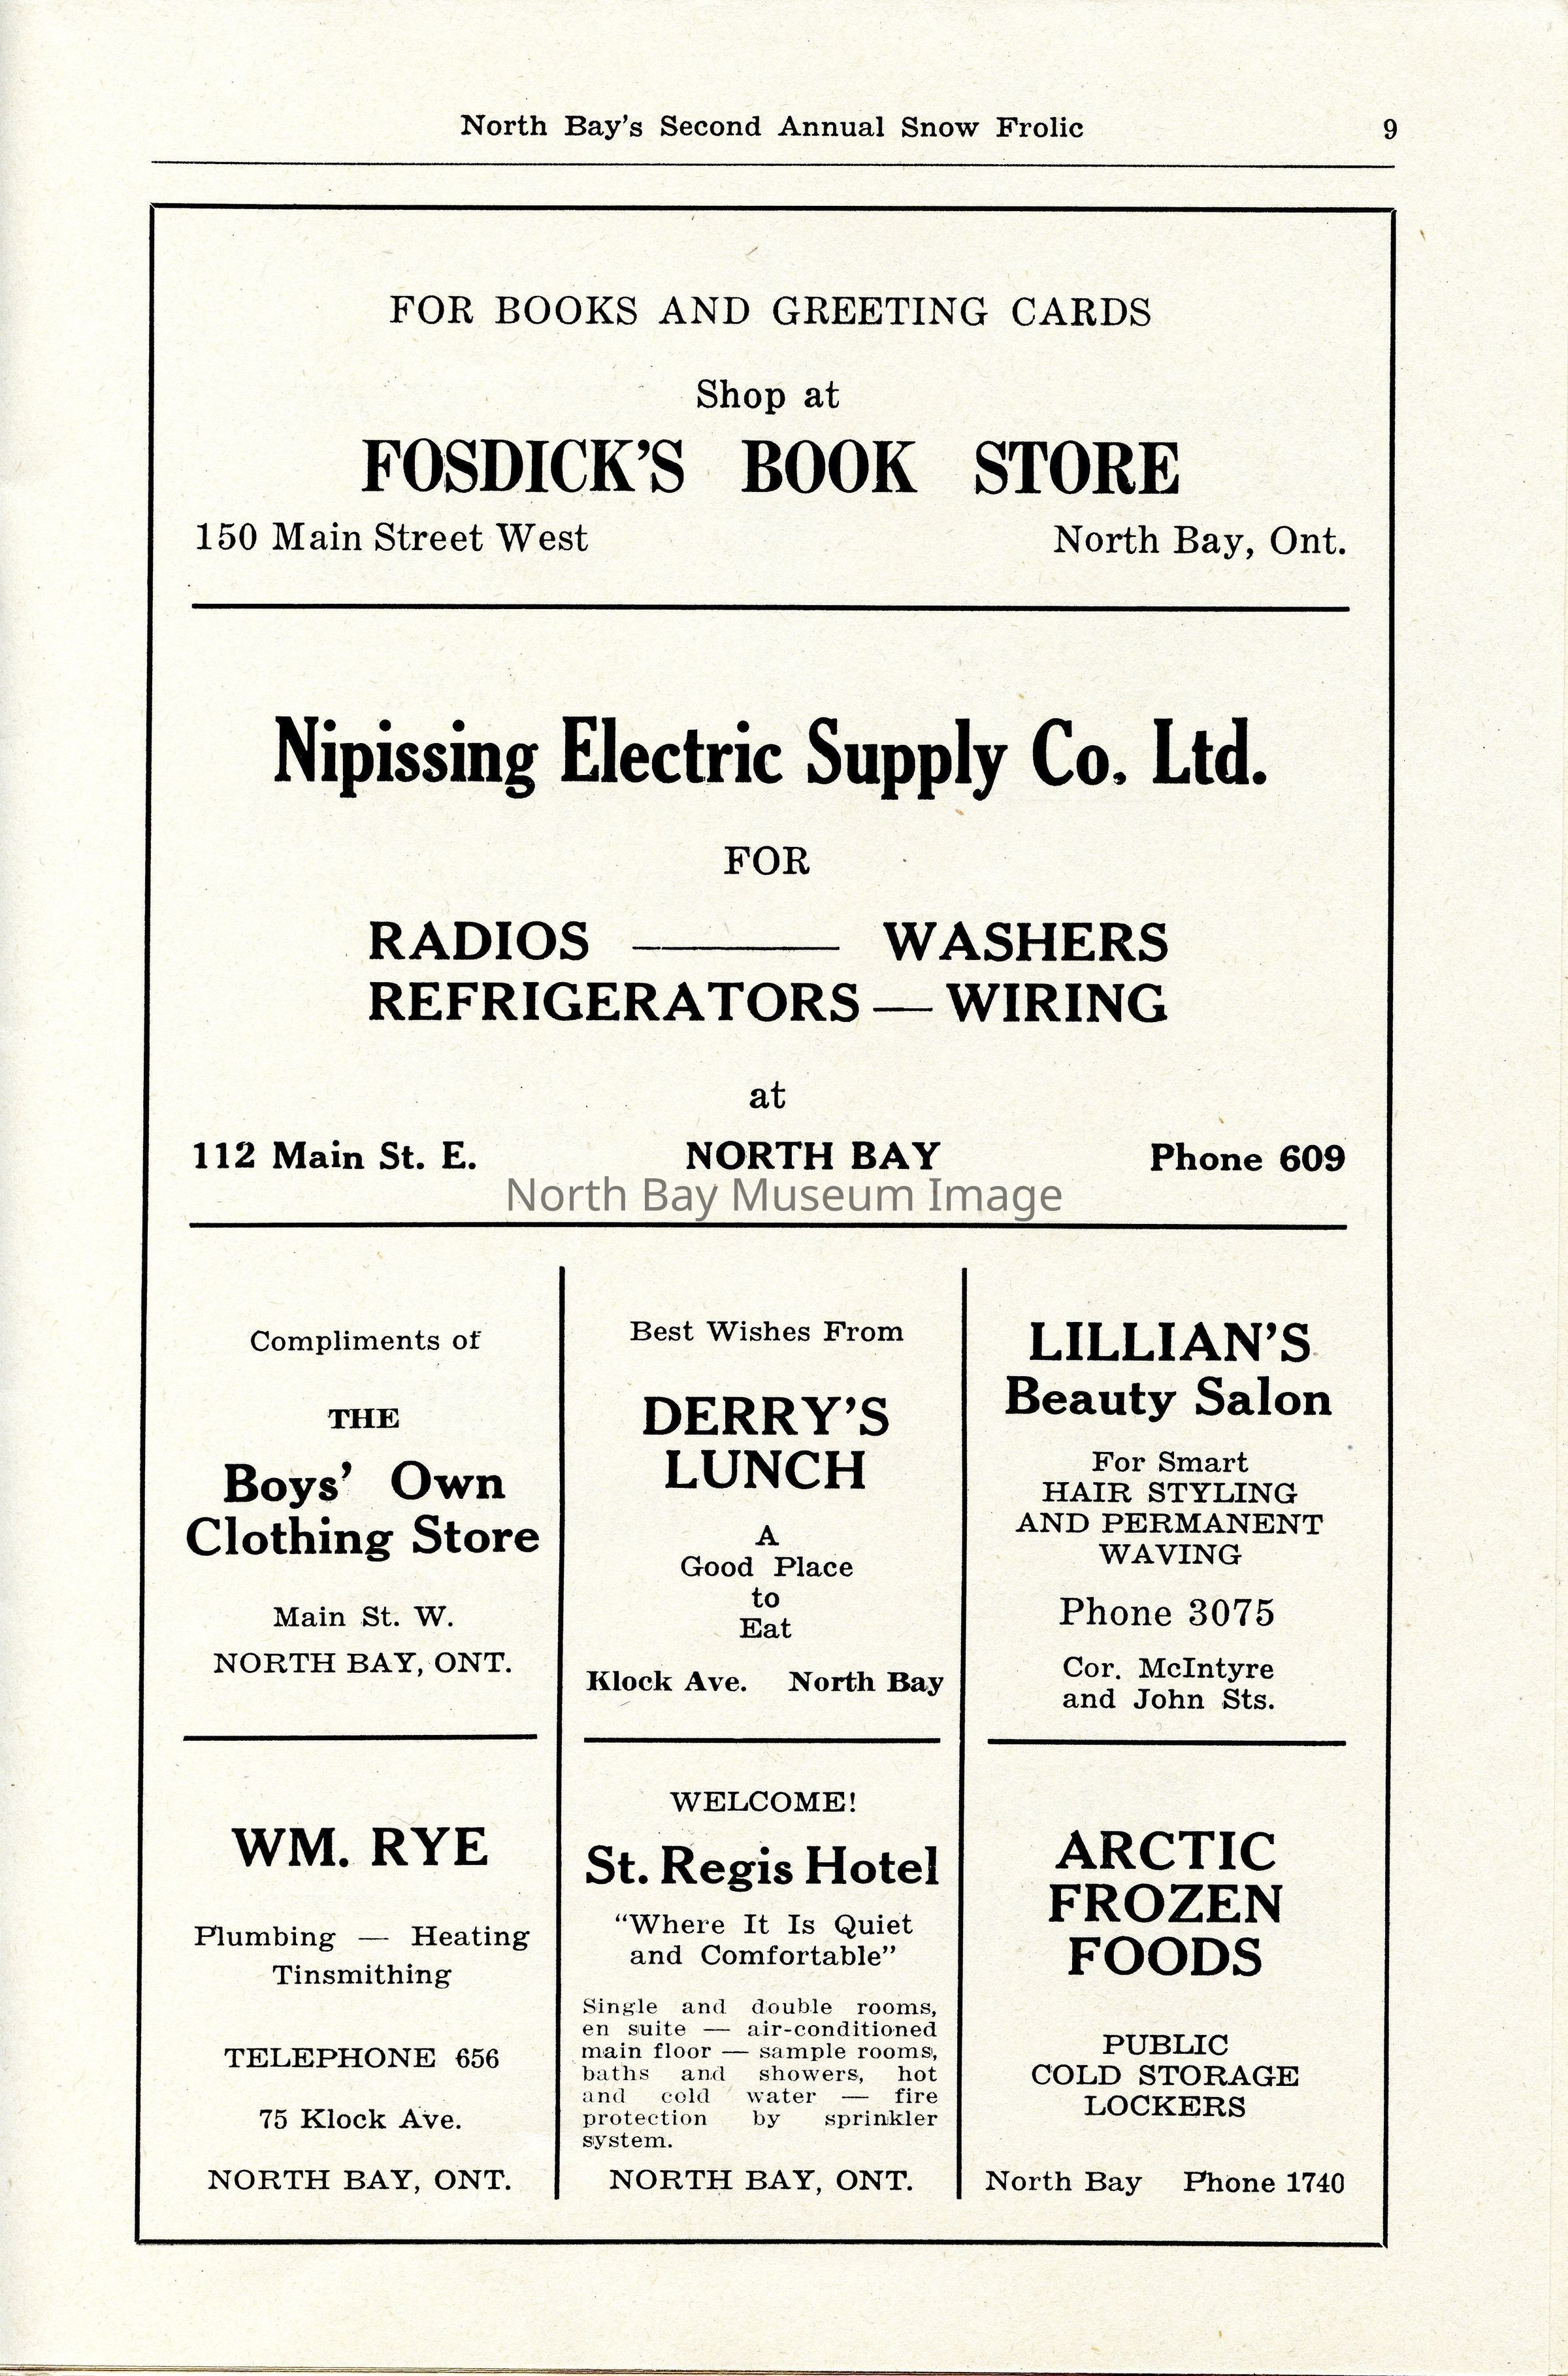 North Bay's Second Annual Snow Frolic 9
FOR BOOKS AND GREETING CARDS
Shop at
FOSDICK'S BOOK STORE
150 Main Street West North Bay, Ont.
Nipissing Electric Supply Co. Ltd.
FOR
RADIOS — WASHERS
REFRIGERATORS — WIRING
at
112 Main St. E. NORTH BAY Phone 609
North Bay Museum Image
Compliments of
THE
Boys' Own
Clothing Store
Main St. W.
NORTH BAY, ONT.
Best Wishes From
DERRY'S
LUNCH
A
Good Place
to
Eat
Klock Ave. North Bay
LILLIAN'S
Beauty Salon
For Smart
HAIR STYLING
AND PERMANENT
WAVING
Phone 3075
Cor. McIntyre
and John Sts.
WM. RYE
Plumbing — Heating
Tinsmithing
TELEPHONE 656
75 Klock Ave.
NORTH BAY, ONT.
WELCOME!
St. Regis Hotel
"Where It Is Quiet
and Comfortable"
Single and double rooms,
en suite — air-conditioned
main floor — sample rooms,
baths and showers, hot
and cold water — fire
protection by sprinkler
system.
NORTH BAY, ONT.
ARCTIC
FROZEN
FOODS
PUBLIC
COLD STORAGE
LOCKERS
North Bay Phone 1740